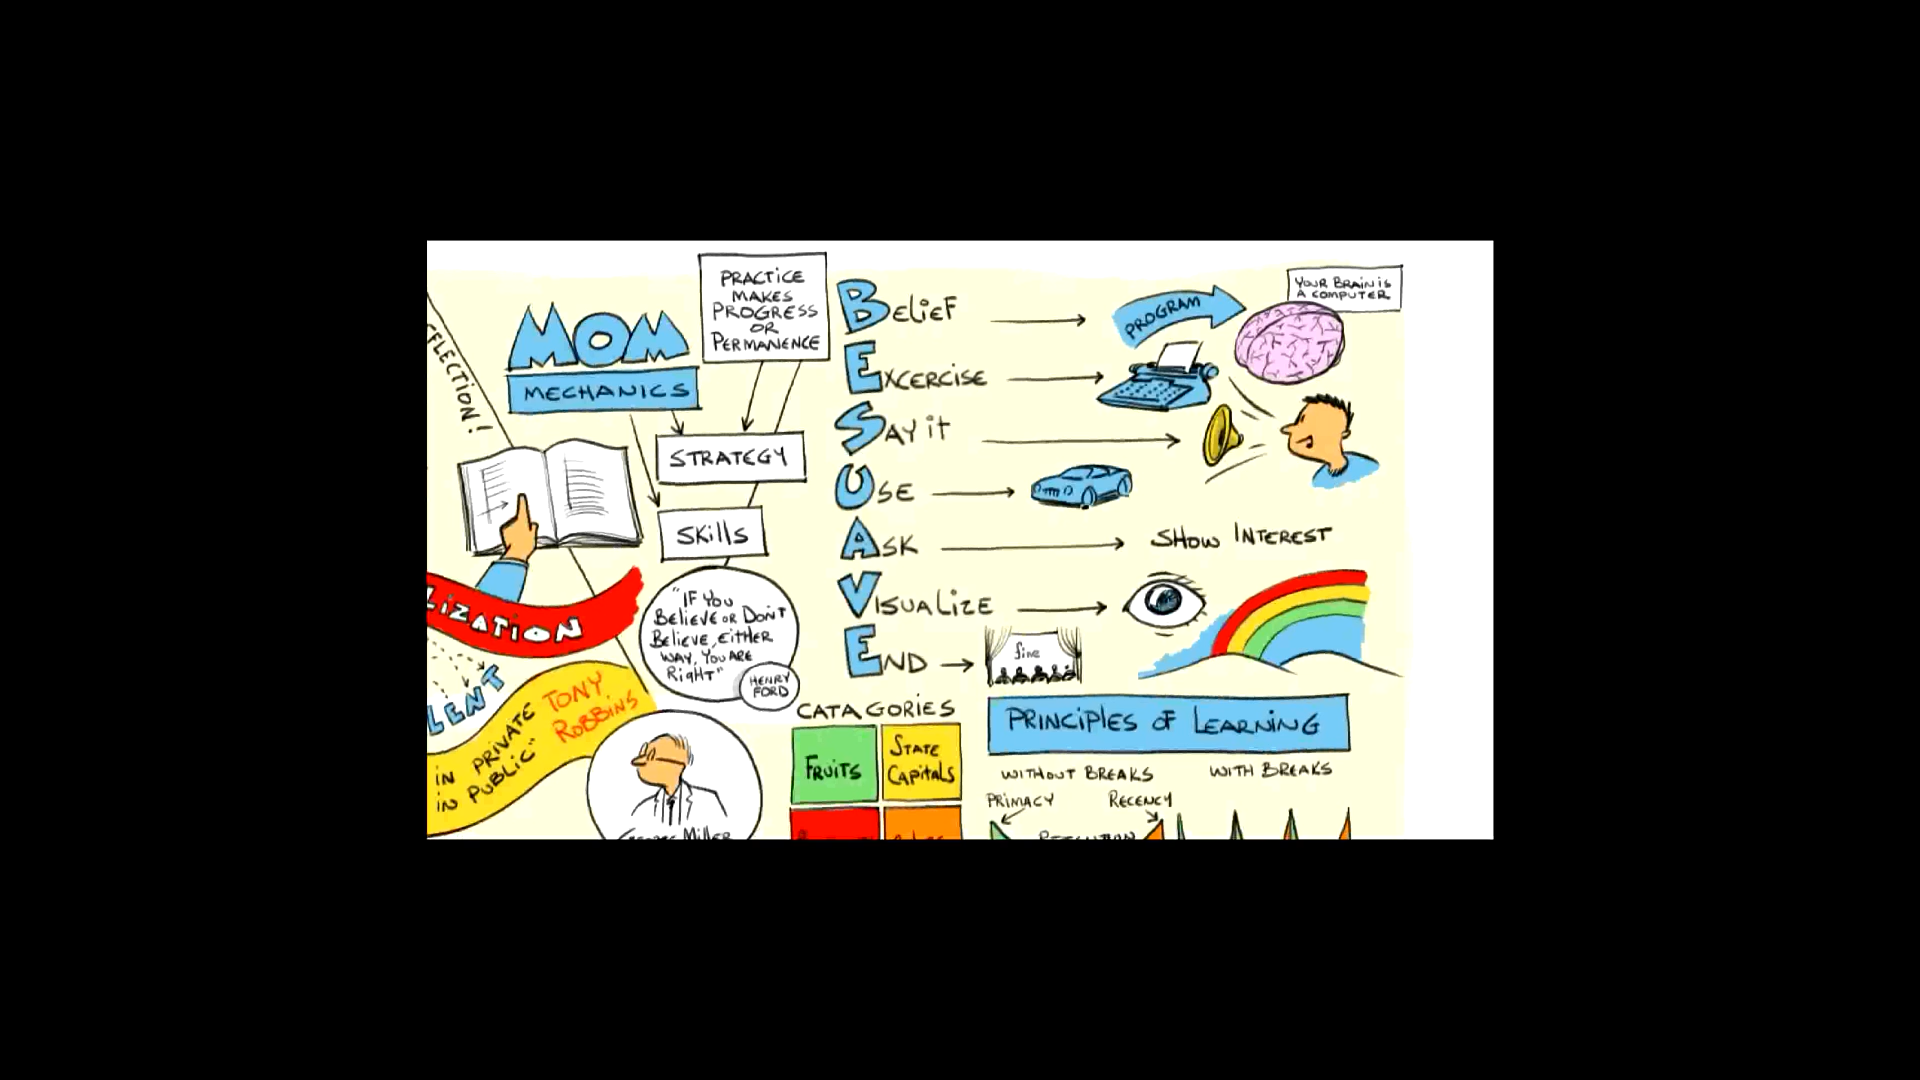 FLECTION!
MOM
MECHANICS
PRACTICE
MAKES
PROGRESS
OR
PERMANENCE
STRATEGY
SKills
LIZATION
LENT
IN PRIVATE
IN PUBLIC"
TONY
ROBBINS
"IF YOU
BELIEVE OR DON'T
BELIEVE, EITHER
WAY, YOU ARE
RIGHT"
HENRY
FORD
George Miller
BELIEF
EXCERCISE
SAY it
USE
ASK
VISUALIZE
END
PROGRAM
YOUR BRAIN IS
A COMPUTER
SHOW INTEREST
fine
CATAGORIES
FRUITS
STATE
CAPITALS
PRINCIPLES OF LEARNING
WITHOUT BREAKS
WITH BREAKS
PRIMACY
RECENCY
RETENTION